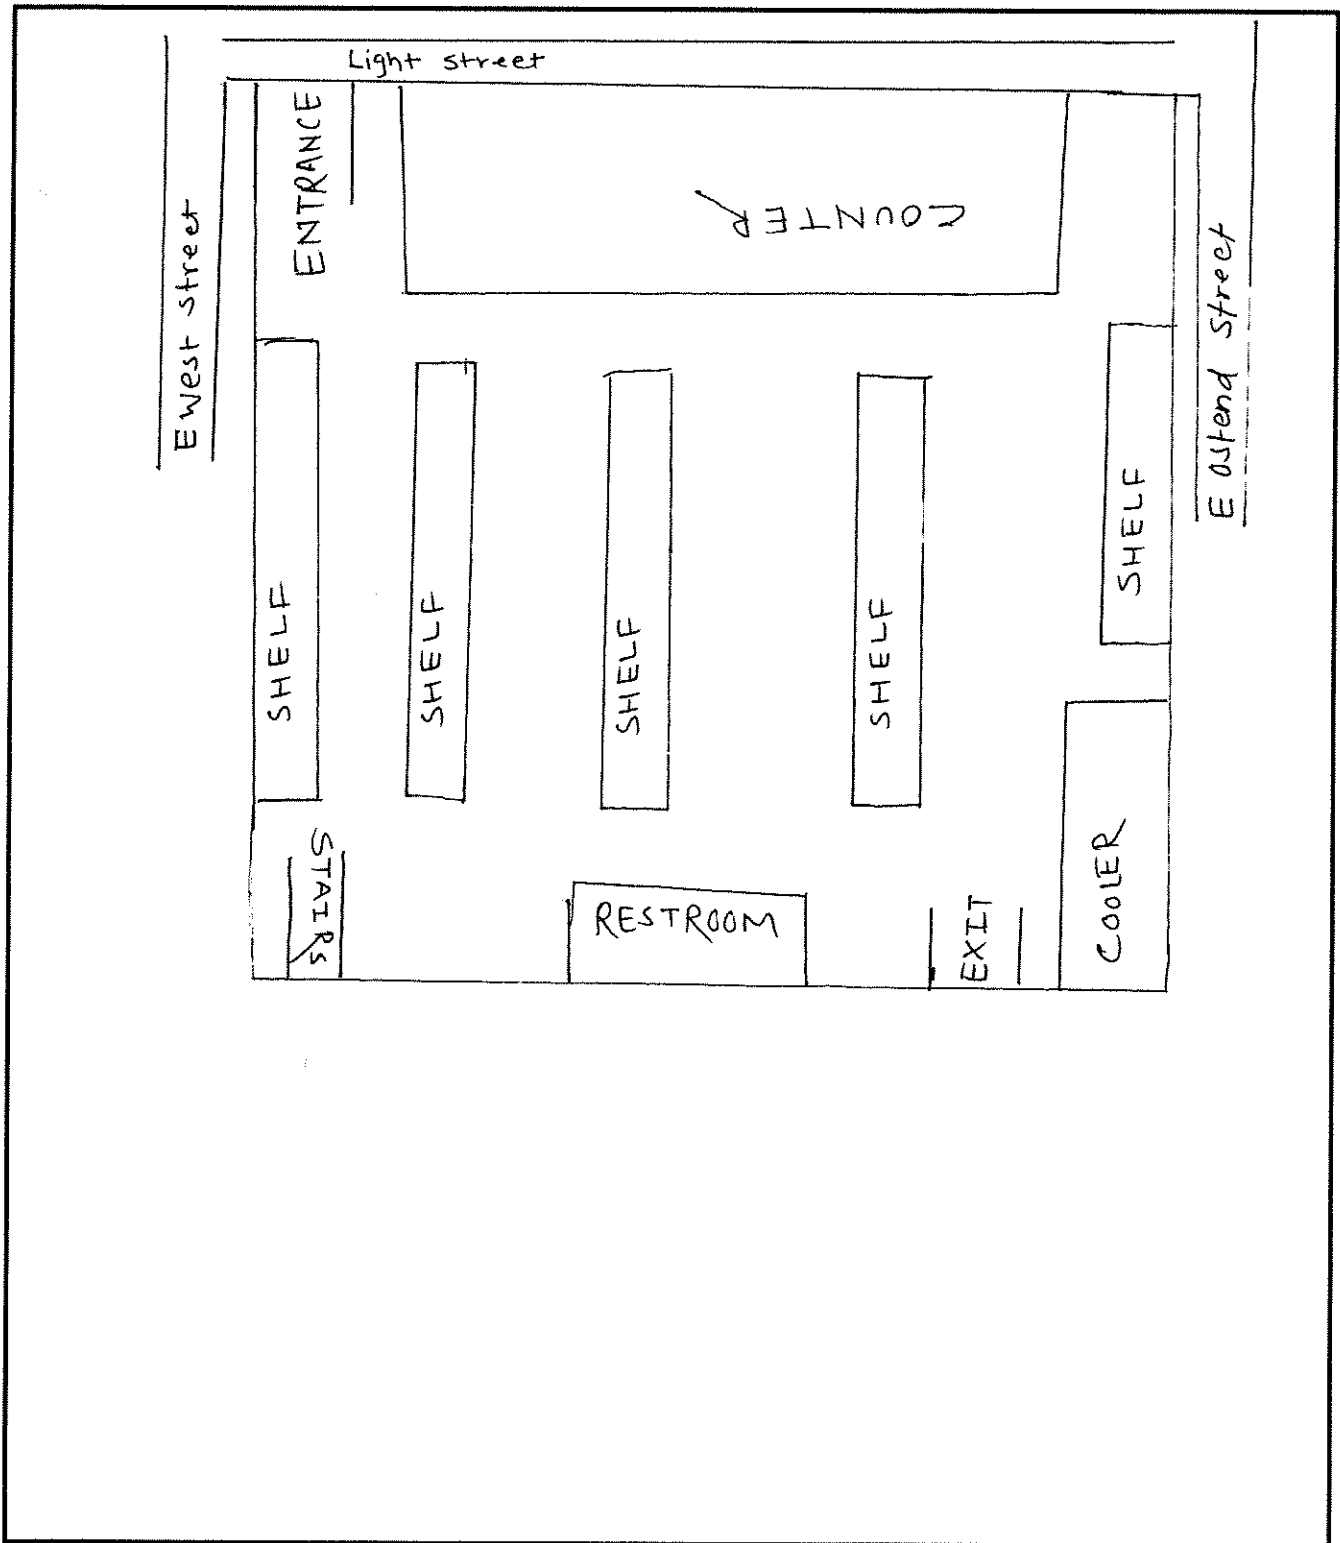 Light street
E West street
ENTRANCE
COUNTER
E Ostend street
SHELF
SHELF
SHELF
SHELF
SHELF
STAIRS
RESTROOM
EXIT
COOLER